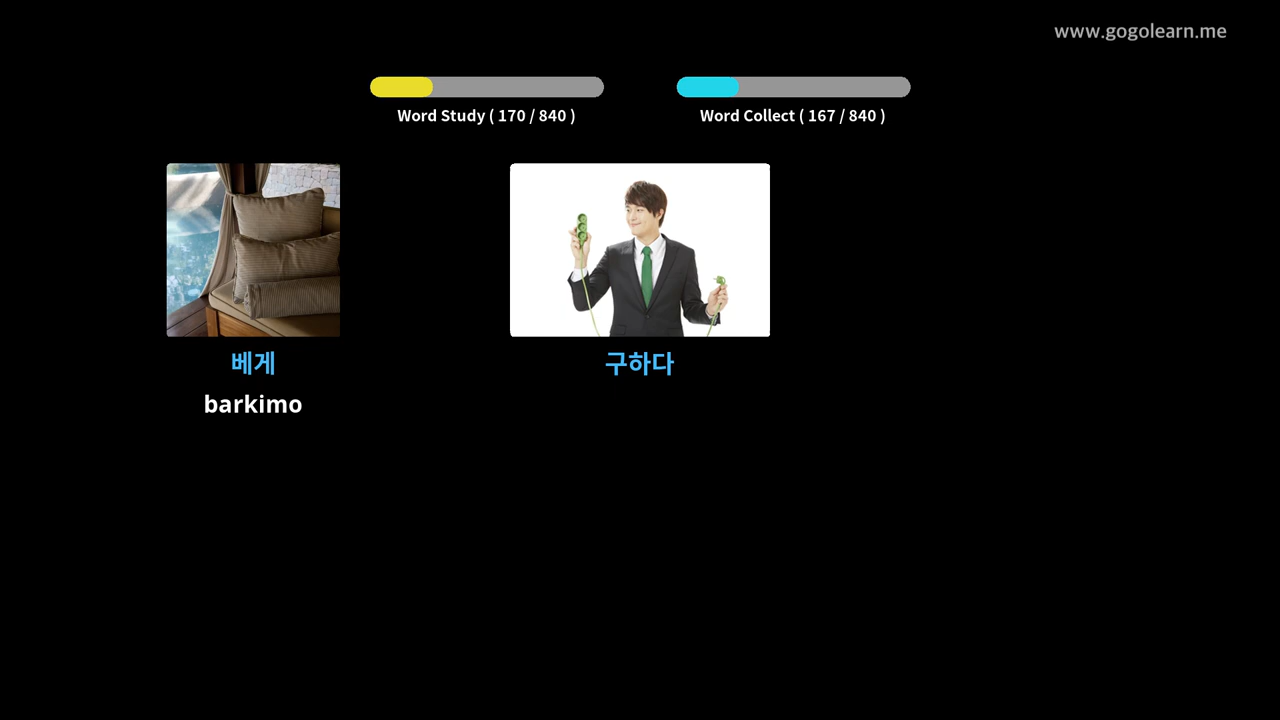 www.gogolearn.me
Word Study ( 170 / 840 )
Word Collect ( 167 / 840 )
베게
구하다
barkimo